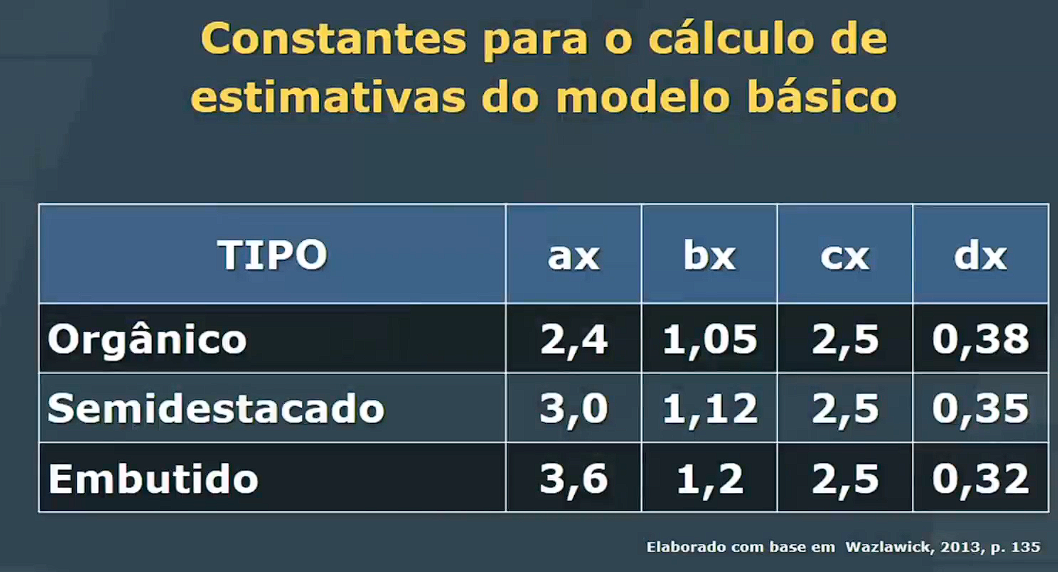 Constantes para o cálculo de
estimativas do modelo básico
TIPO ax bx cx dx
Orgânico 2,4 1,05 2,5 0,38
Semidestacado 3,0 1,12 2,5 0,35
Embutido 3,6 1,2 2,5 0,32
Elaborado com base em Wazlawick, 2013, p. 135